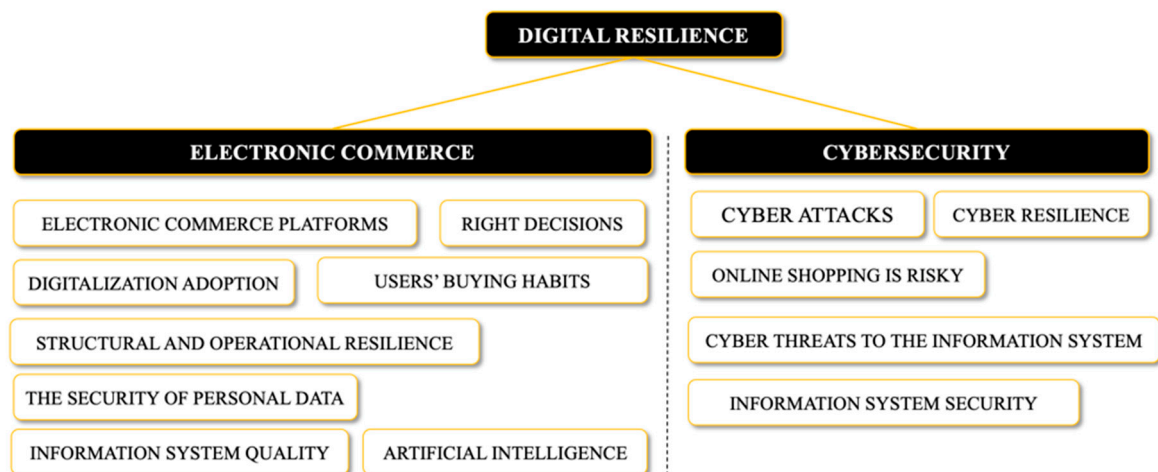 DIGITAL RESILIENCE
ELECTRONIC COMMERCE
ELECTRONIC COMMERCE PLATFORMS
RIGHT DECISIONS
DIGITALIZATION ADOPTION
USERS’ BUYING HABITS
STRUCTURAL AND OPERATIONAL RESILIENCE
THE SECURITY OF PERSONAL DATA
INFORMATION SYSTEM QUALITY
ARTIFICIAL INTELLIGENCE
CYBERSECURITY
CYBER ATTACKS
CYBER RESILIENCE
ONLINE SHOPPING IS RISKY
CYBER THREATS TO THE INFORMATION SYSTEM
INFORMATION SYSTEM SECURITY